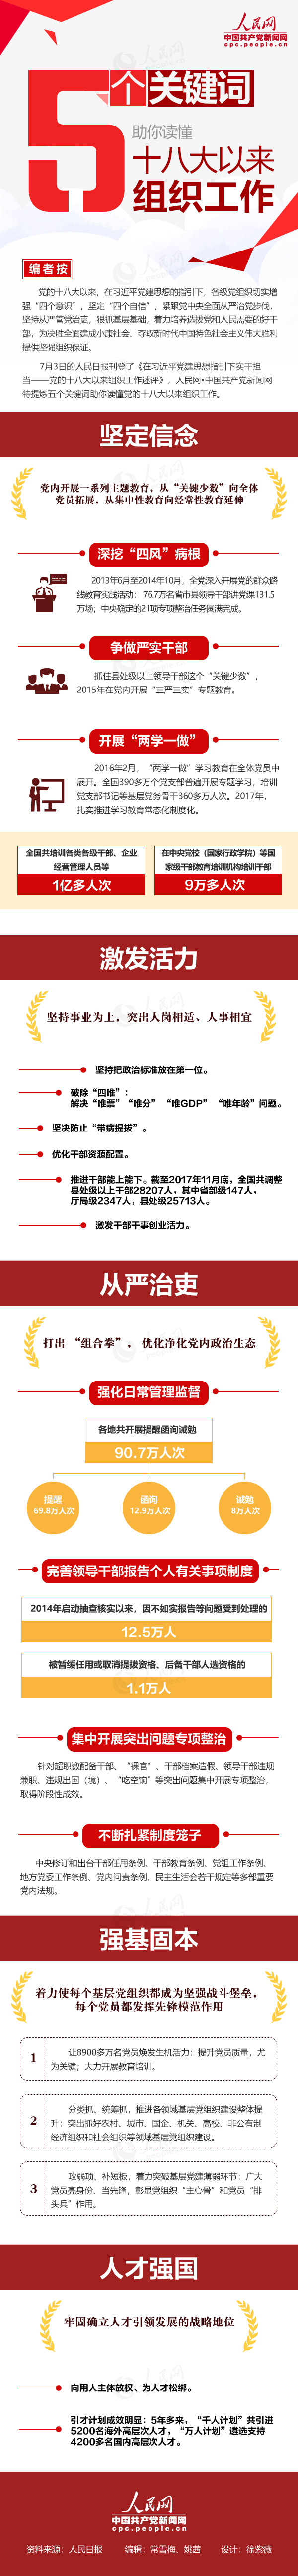 人民网
中国共产党新闻网
cpc.people.com.cn
5个关键词
助你读懂
十八大以来
组织工作
编者按
党的十八大以来，在习近平党建思想的指引下，各级党组织切实增
强“四个意识”，坚定“四个自信”，紧跟党中央全面从严治党步伐，
坚持从严管党治吏，狠抓基层基础，着力培养选拔党和人民需要的好干
部，为决胜全面建成小康社会、夺取新时代中国特色社会主义伟大胜利
提供坚强组织保证。
7月3日的人民日报刊登了《在习近平党建思想指引下实干担
当——党的十八大以来组织工作述评》，人民网•中国共产党新闻网
特提炼五个关键词助你读懂党的十八大以来组织工作。
坚定信念
党内开展一系列主题教育，从“关键少数”向全体
党员拓展，从集中性教育向经常性教育延伸
深挖“四风”病根
2013年6月至2014年10月，全党深入开展党的群众路
线教育实践活动： 76.7万名省市县领导干部讲党课131.5
万场；中央确定的21项专项整治任务圆满完成。
争做严实干部
抓住县处级以上领导干部这个“关键少数”，
2015年在党内开展“三严三实”专题教育。
开展“两学一做”
2016年2月，“两学一做”学习教育在全体党员中
展开。全国390多万个党支部普遍开展专题学习，培训
党支部书记等基层党务骨干360多万人次。2017年，
扎实推进学习教育常态化制度化。
全国共培训各类各级干部、企业
经营管理人员等
1亿多人次
在中央党校（国家行政学院）等国
家级干部教育培训机构培训干部
9万多人次
激发活力
坚持事业为上，突出人岗相适、人事相宜
坚持把政治标准放在第一位。
破除“四唯”：
解决“唯票”“唯分” “唯GDP” “唯年龄”问题。
坚决防止“带病提拔”。
优化干部资源配置。
推进干部能上能下。截至2017年11月底，全国共调整
县处级以上干部28207人，其中省部级147人，
厅局级2347人，县处级25713人。
激发干部干事创业活力。
从严治吏
打出 “组合拳”， 优化净化党内政治生态
强化日常管理监督
各地共开展提醒函询诫勉
90.7万人次
提醒
69.8万人次
函询
12.9万人次
诫勉
8万人次
完善领导干部报告个人有关事项制度
2014年启动抽查核实以来，因不如实报告等问题受到处理的
12.5万人
被暂缓任用或取消提拔资格、后备干部人选资格的
1.1万人
集中开展突出问题专项整治
针对超职数配备干部、“裸官”、干部档案造假、领导干部违规
兼职、违规出国（境）、“吃空饷”等突出问题集中开展专项整治，
取得阶段性成效。
不断扎紧制度笼子
中央修订和出台干部任用条例、干部教育条例、党组工作条例、
地方党委工作条例、党内问责条例、民主生活会若干规定等多部重要
党内法规。
强基固本
着力使每个基层党组织都成为坚强战斗堡垒，
每个党员都发挥先锋模范作用
1
让8900多万名党员焕发生机活力：提升党员质量，尤
为关键；大力开展教育培训。
2
分类抓、统筹抓，推进各领域基层党组织建设整体提
升：突出抓好农村、城市、国企、机关、高校、非公有制
经济组织和社会组织等领域基层党组织建设。
3
攻弱项、补短板，着力突破基层党建薄弱环节：广大
党员亮身份、当先锋，彰显党组织“主心骨”和党员“排
头兵”作用。
人才强国
牢固确立人才引领发展的战略地位
向用人主体放权、为人才松绑。
引才计划成效明显：5年多来，“千人计划”共引进
5200名海外高层次人才，“万人计划”遴选支持
4200多名国内高层次人才。
人民网
中国共产党新闻网
cpc.people.com.cn
资料来源：人民日报 编辑：常雪梅、姚茜 设计：徐紫薇